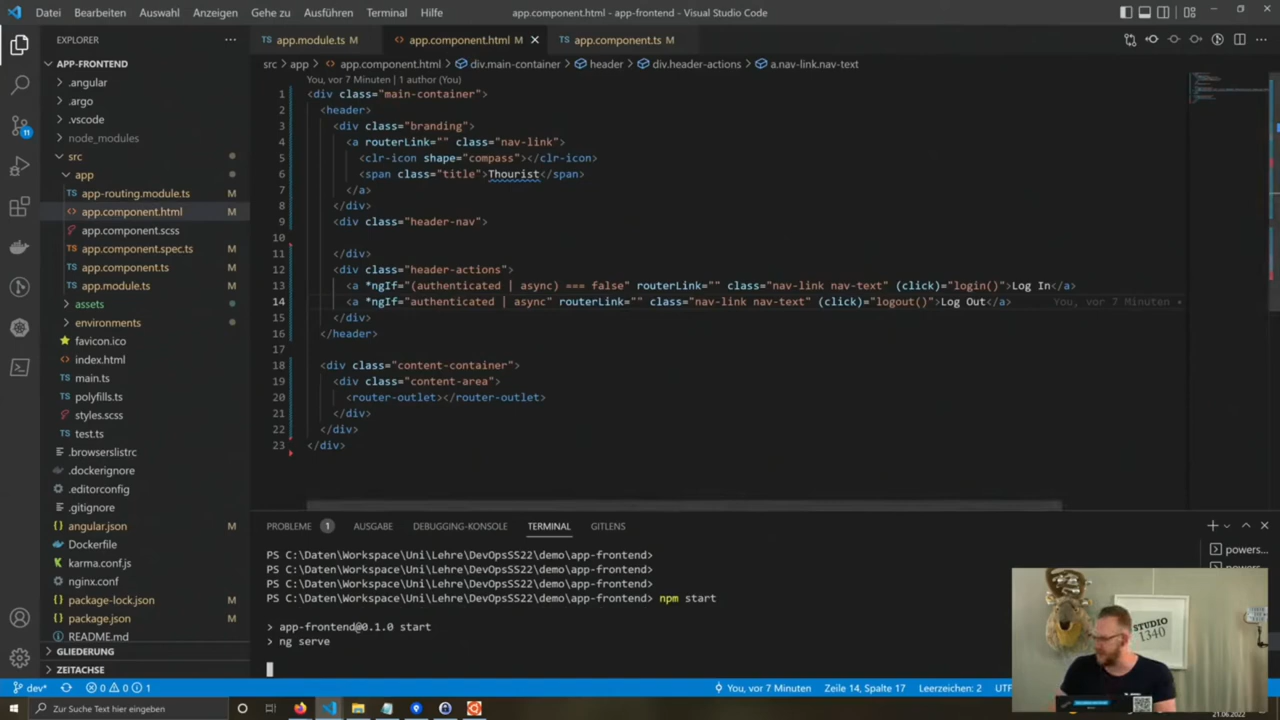 Datei Bearbeiten Auswahl Anzeigen Gehe zu Ausführen Terminal Hilfe app.component.html - app-frontend - Visual Studio Code
EXPLORER
app.module.ts M
app.component.html M
app.component.ts M
src > app > app.component.html > div.main-container > header > div.header-actions > a.nav-link.nav-text
APP-FRONTEND
.angular
.argo
.vscode
node_modules
src
app
app-routing.module.ts M
app.component.html M
app.component.scss
app.component.spec.ts M
app.component.ts M
app.module.ts M
assets
environments
favicon.ico
index.html
main.ts
polyfills.ts
styles.scss
test.ts
.browserslistrc
.dockerignore
.editorconfig
.gitignore
angular.json M
Dockerfile
karma.conf.js
nginx.conf
package-lock.json M
package.json M
README.md
GLIEDERUNG
ZEITACHSE
11
You, vor 7 Minuten | 1 author (You)
1 <div class="main-container">
2 <header>
3 <div class="branding">
4 <a routerLink="" class="nav-link">
5 <clr-icon shape="compass"></clr-icon>
6 <span class="title">Thourist</span>
7 </a>
8 </div>
9 <div class="header-nav">
10
11 </div>
12 <div class="header-actions">
13 <a *ngIf="(authenticated | async) === false" routerLink="" class="nav-link nav-text" (click)="login()">Log In</a>
14 <a *ngIf="authenticated | async" routerLink="" class="nav-link nav-text" (click)="logout()">Log Out</a> You, vor 7 Minuten •
15 </div>
16 </header>
17
18 <div class="content-container">
19 <div class="content-area">
20 <router-outlet></router-outlet>
21 </div>
22 </div>
23 </div>
PROBLEME 1 AUSGABE DEBUGGING-KONSOLE TERMINAL GITLENS
PS C:\Daten\Workspace\Uni\Lehre\DevOpsSS22\demo\app-frontend>
PS C:\Daten\Workspace\Uni\Lehre\DevOpsSS22\demo\app-frontend>
PS C:\Daten\Workspace\Uni\Lehre\DevOpsSS22\demo\app-frontend>
PS C:\Daten\Workspace\Uni\Lehre\DevOpsSS22\demo\app-frontend> npm start
> app-frontend@0.1.0 start
> ng serve
powers...
STUDIO
1340
dev* 0 0 1 You, vor 7 Minuten Zeile 14, Spalte 17 Leerzeichen: 2 UTF
Zur Suche Text hier eingeben
21.06.2022